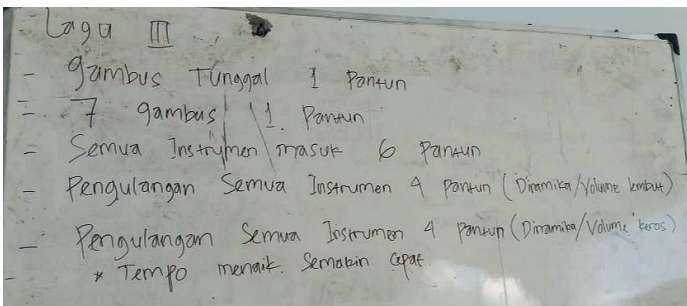 Lagu III
- Gambus Tunggal 1 Pantun
- 7 gambus 1 Pantun
- Semua Instrumen masuk 6 Pantun
- Pengulangan Semua Instrumen 4 pantun (Dinamika/Volume lembut)
- Pengulangan Semua Instrumen 4 pantun (Dinamika/Volume keras)
* Tempo menaik. Semakin Cepat